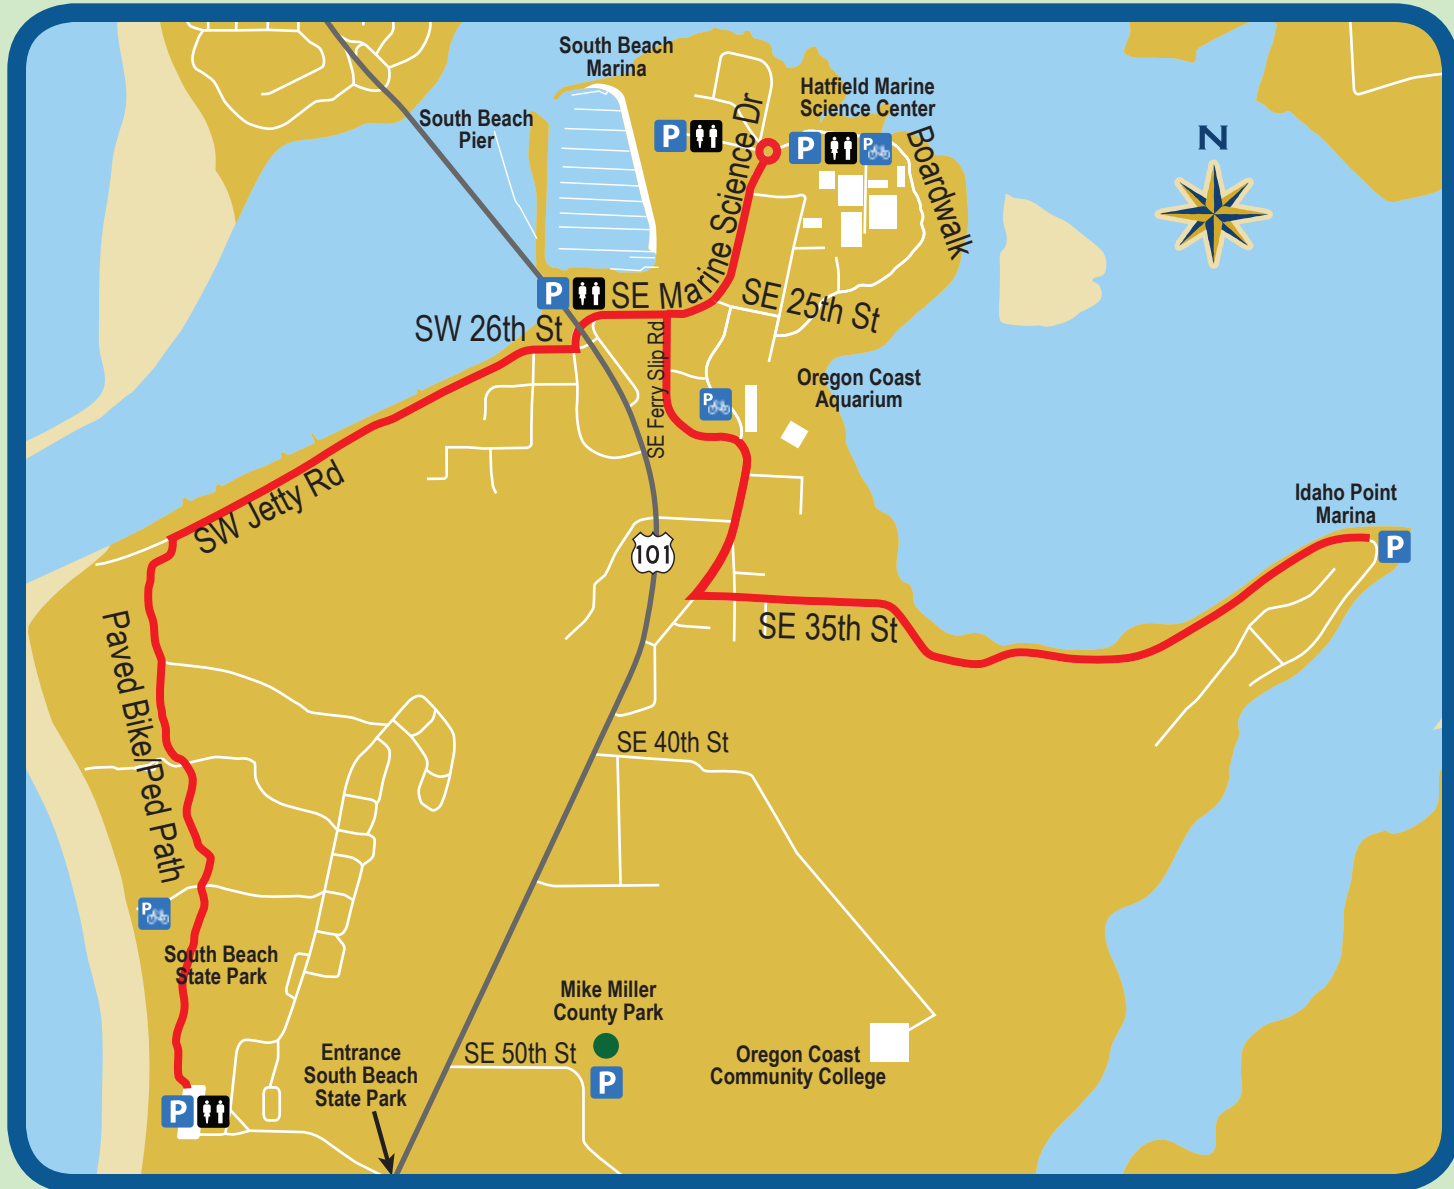 South Beach
Marina
Hatfield Marine
Science Center
South Beach
Pier
P
P
P
Boardwalk
N
SE Marine Science Dr
P
SE 25th St
SW 26th St
SE Ferry Slip Rd
Oregon Coast
Aquarium
P
SW Jetty Rd
Idaho Point
Marina
P
101
Paved Bike/Ped Path
SE 35th St
SE 40th St
P
South Beach
State Park
Mike Miller
County Park
SE 50th St
P
Entrance
South Beach
State Park
Oregon Coast
Community College
P